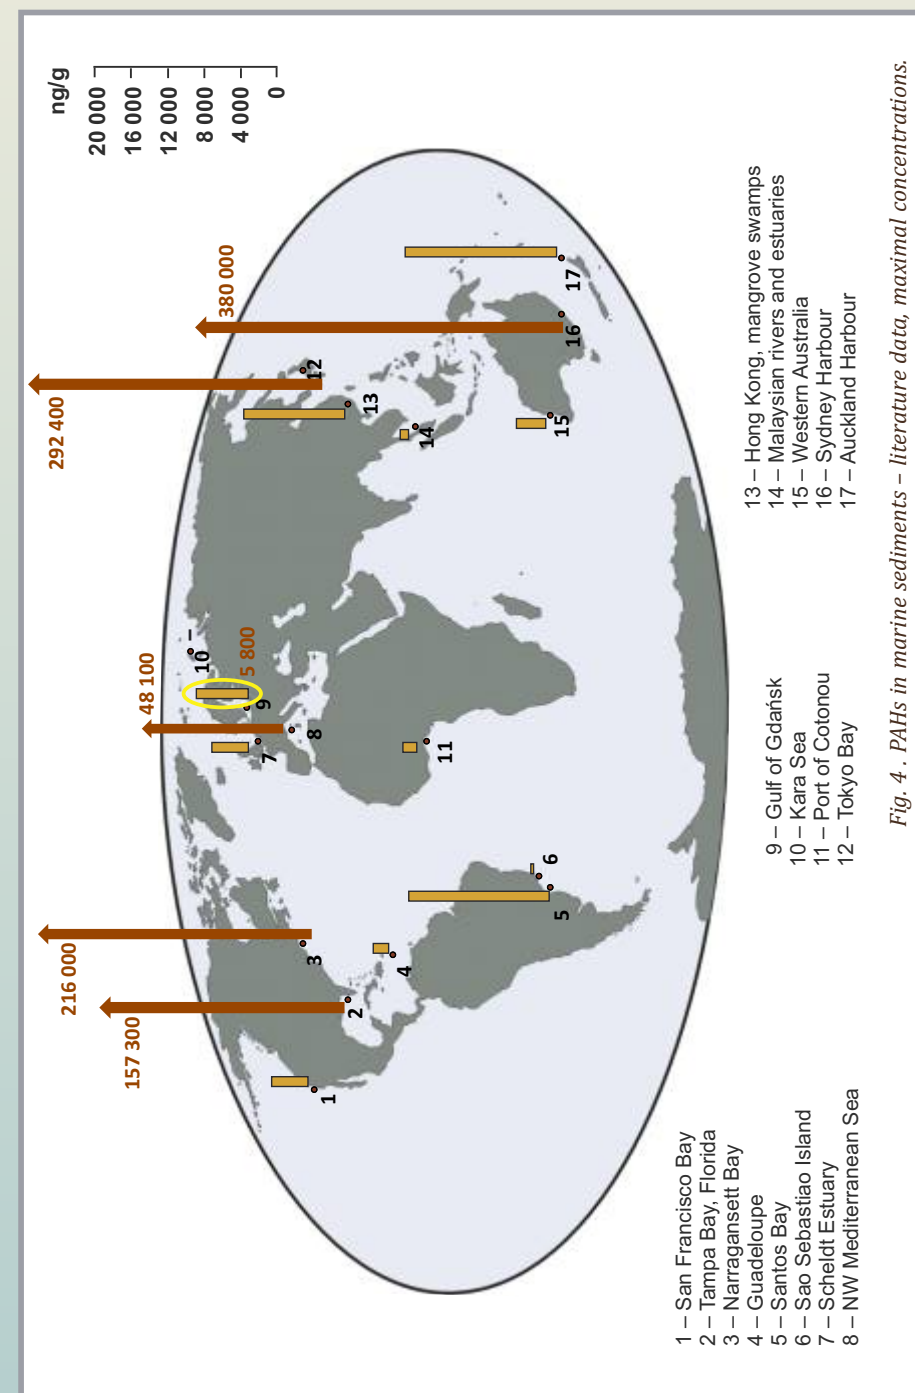 ng/g
20 000
16 000
12 000
8 000
4 000
0
157 300
216 000
48 100
5 800
292 400
380 000
1
2
3
4
5
6
7
8
9
10
11
12
13
14
15
16
17
1 – San Francisco Bay
2 – Tampa Bay, Florida
3 – Narragansett Bay
4 – Guadeloupe
5 – Santos Bay
6 – Sao Sebastiao Island
7 – Scheldt Estuary
8 – NW Mediterranean Sea
9 – Gulf of Gdańsk
10 – Kara Sea
11 – Port of Cotonou
12 – Tokyo Bay
13 – Hong Kong, mangrove swamps
14 – Malaysian rivers and estuaries
15 – Western Australia
16 – Sydney Harbour
17 – Auckland Harbour
Fig. 4 . PAHs in marine sediments – literature data, maximal concentrations.